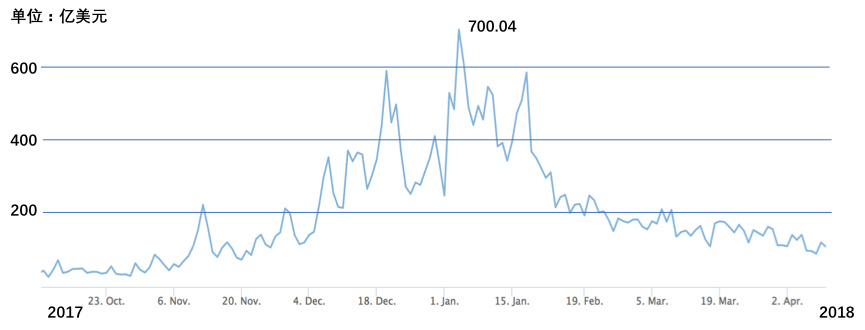 单位：亿美元
700.04
600
400
200
23. Oct. 6. Nov. 20. Nov. 4. Dec. 18. Dec. 1. Jan. 15. Jan. 19. Feb. 5. Mar. 19. Mar. 2. Apr.
2017 2018